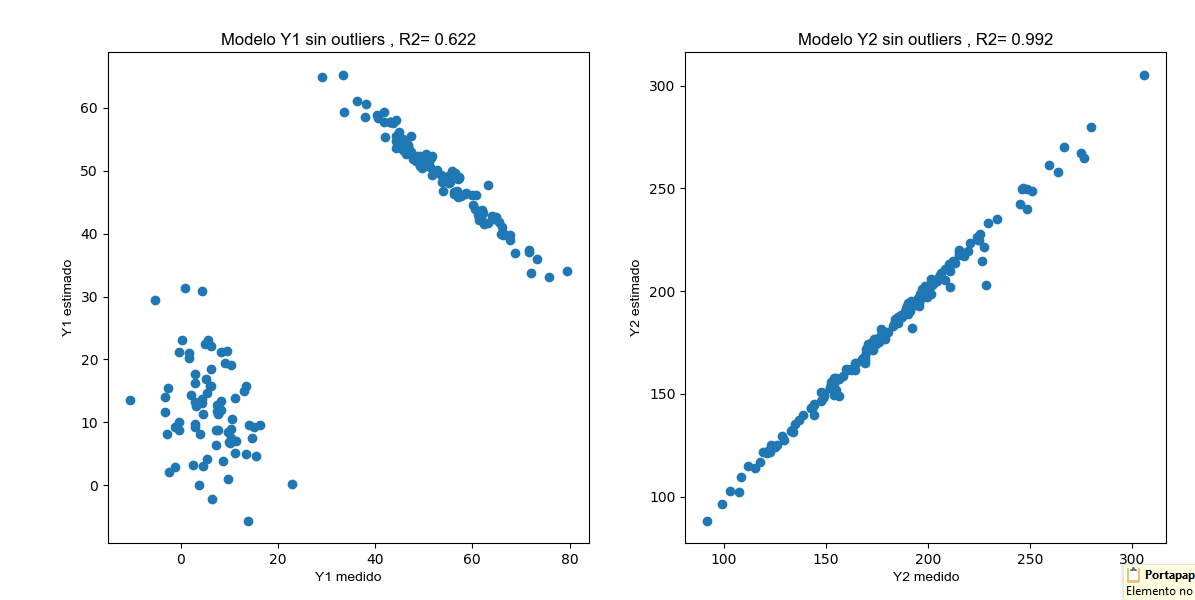 Modelo Y1 sin outliers , R2= 0.622
60
50
40
30
20
10
0
Y1 estimado
0 20 40 60 80
Y1 medido
Modelo Y2 sin outliers , R2= 0.992
300
250
200
150
100
Y2 estimado
100 150 200 250 300
Y2 medido
Portapap
Elemento no